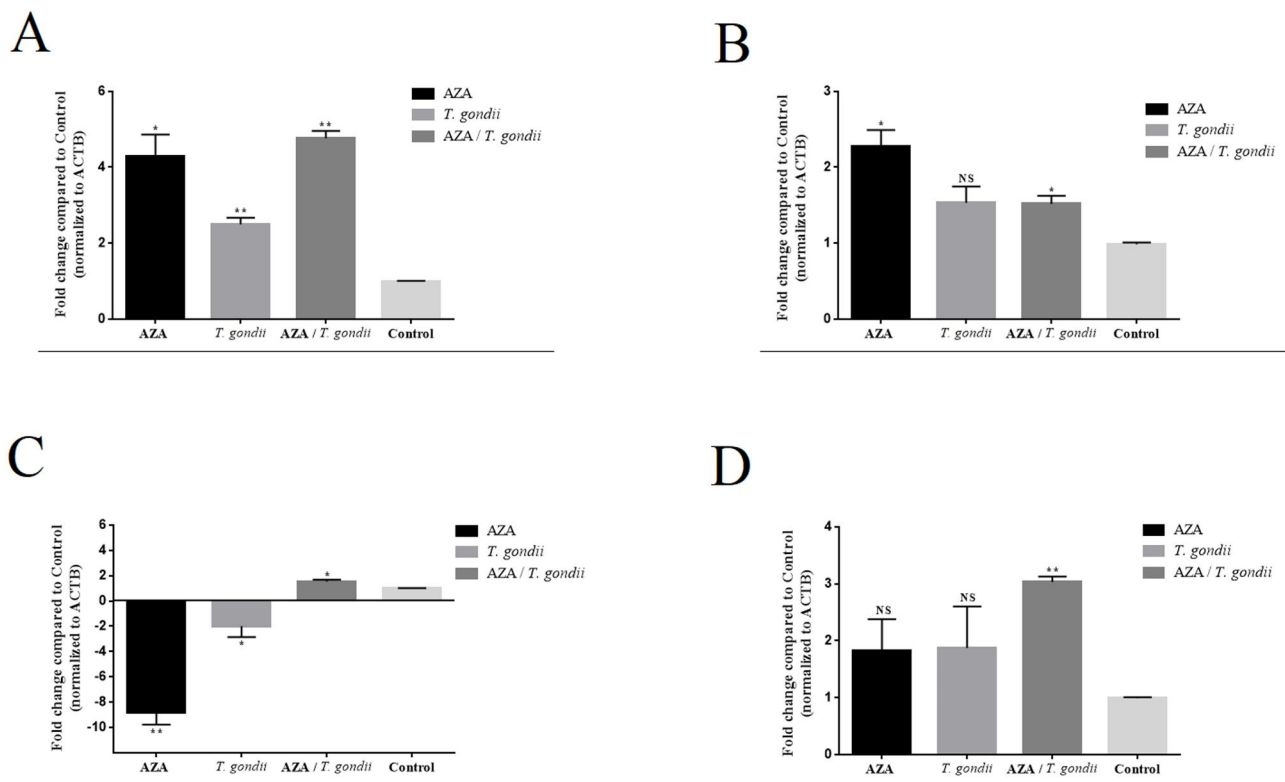 A
Fold change compared to Control
(normalized to ACTB)
6
4
2
0
*
**
**
AZA
T. gondii
AZA / T. gondii
AZA
T. gondii
AZA / T. gondii
Control
B
Fold change compared to Control
(normalized to ACTB)
3
2
1
0
*
NS
*
AZA
T. gondii
AZA / T. gondii
AZA
T. gondii
AZA / T. gondii
Control
C
Fold change compared to Control
(normalized to ACTB)
6
4
2
0
-2
-4
-6
-8
-10
**
*
*
AZA
T. gondii
AZA / T. gondii
AZA
T. gondii
AZA / T. gondii
Control
D
Fold change compared to Control
(normalized to ACTB)
4
3
2
1
0
NS
NS
**
AZA
T. gondii
AZA / T. gondii
AZA
T. gondii
AZA / T. gondii
Control